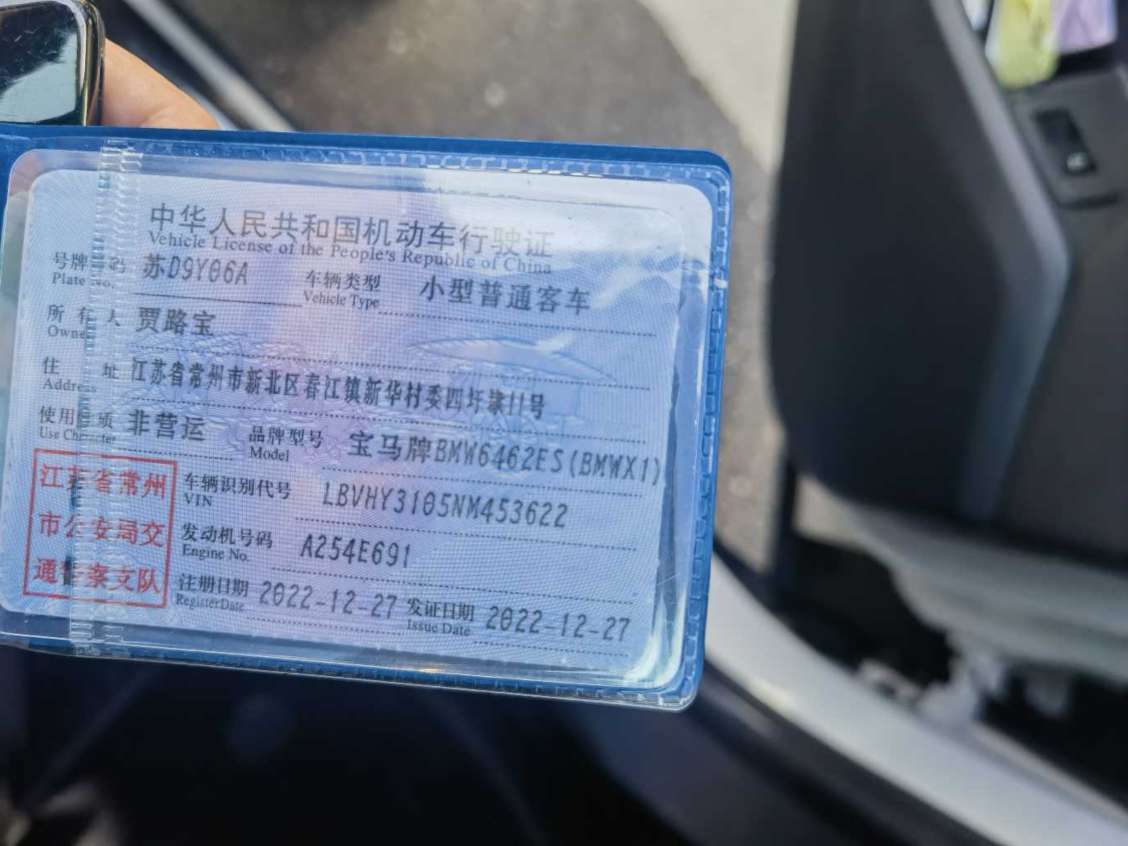 中华人民共和国机动车行驶证
Vehicle License of the People's Republic of China
号牌 码 苏D9Y06A 车辆类型 小型普通客车
Plate No. Vehicle Type
所有人 贾路宝
Owner
住 址 江苏省常州市新北区春江镇新华村委四圩埭11号
Address
使用 质 非营运 品牌型号 宝马牌BMW6462ES(BMWX1)
Use Character Model
江苏省常州
市公安局交
通警察支队
车辆识别代号 LBVHY3105NM453622
VIN
发动机号码 A254E691
Engine No.
注册日期 2022-12-27 发证日期 2022-12-27
RegisterDate Issue Date